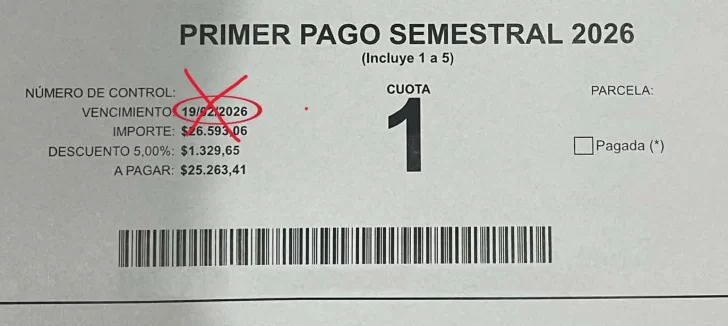 PRIMER PAGO SEMESTRAL 2026
(Incluye 1 a 5)
NÚMERO DE CONTROL:
VENCIMIENTO: 19/02/2026
IMPORTE: $26.593,06
DESCUENTO 5,00%: $1.329,65
A PAGAR: $25.263,41
CUOTA
1
PARCELA:
Pagada (*)